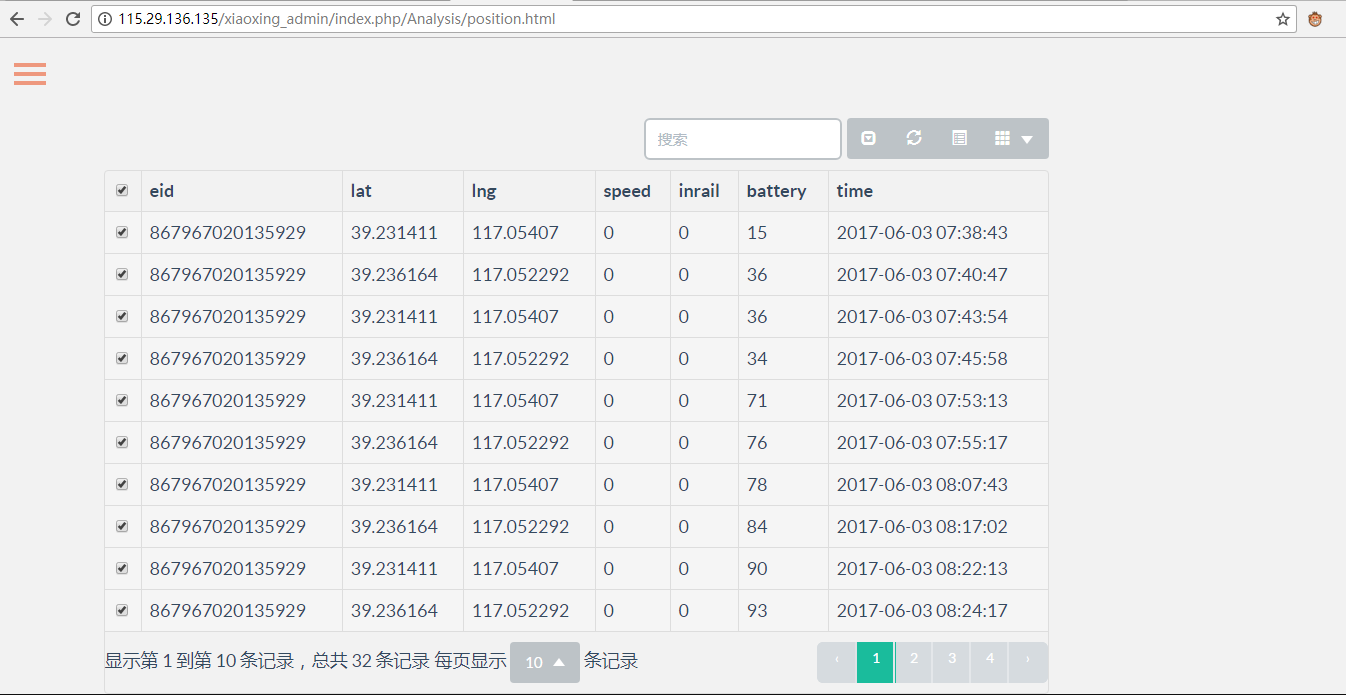 115.29.136.135/xiaoxing_admin/index.php/Analysis/position.html
搜索
eid lat lng speed inrail battery time
867967020135929 39.231411 117.05407 0 0 15 2017-06-03 07:38:43
867967020135929 39.236164 117.052292 0 0 36 2017-06-03 07:40:47
867967020135929 39.231411 117.05407 0 0 36 2017-06-03 07:43:54
867967020135929 39.236164 117.052292 0 0 34 2017-06-03 07:45:58
867967020135929 39.231411 117.05407 0 0 71 2017-06-03 07:53:13
867967020135929 39.236164 117.052292 0 0 76 2017-06-03 07:55:17
867967020135929 39.231411 117.05407 0 0 78 2017-06-03 08:07:43
867967020135929 39.236164 117.052292 0 0 84 2017-06-03 08:17:02
867967020135929 39.231411 117.05407 0 0 90 2017-06-03 08:22:13
867967020135929 39.236164 117.052292 0 0 93 2017-06-03 08:24:17
显示第 1 到第 10 条记录，总共 32 条记录 每页显示 10 条记录 ‹ 1 2 3 4 ›